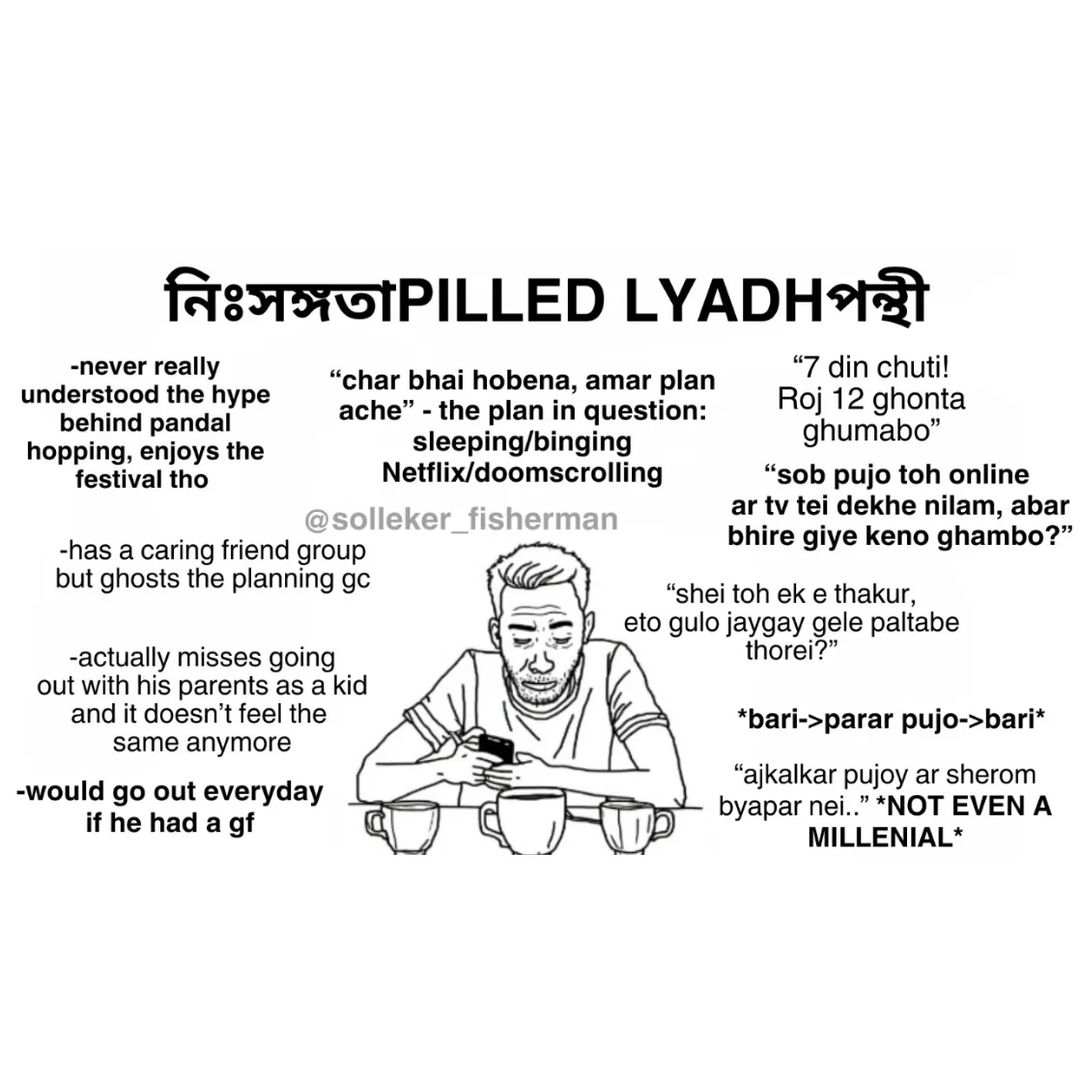 নিঃসঙ্গতাPILLED LYADHপন্থী
-never really
understood the hype
behind pandal
hopping, enjoys the
festival tho
“char bhai hobena, amar plan
ache” - the plan in question:
sleeping/binging
Netflix/doomscrolling
“7 din chuti!
Roj 12 ghonta
ghumabo”
“sob pujo toh online
ar tv tei dekhe nilam, abar
bhire giye keno ghambo?”
@solleker_fisherman
-has a caring friend group
but ghosts the planning gc
“shei toh ek e thakur,
eto gulo jaygay gele paltabe
thorei?”
-actually misses going
out with his parents as a kid
and it doesn’t feel the
same anymore
*bari->parar pujo->bari*
-would go out everyday
if he had a gf
“ajkalkar pujoy ar sherom
byapar nei..” *NOT EVEN A
MILLENIAL*